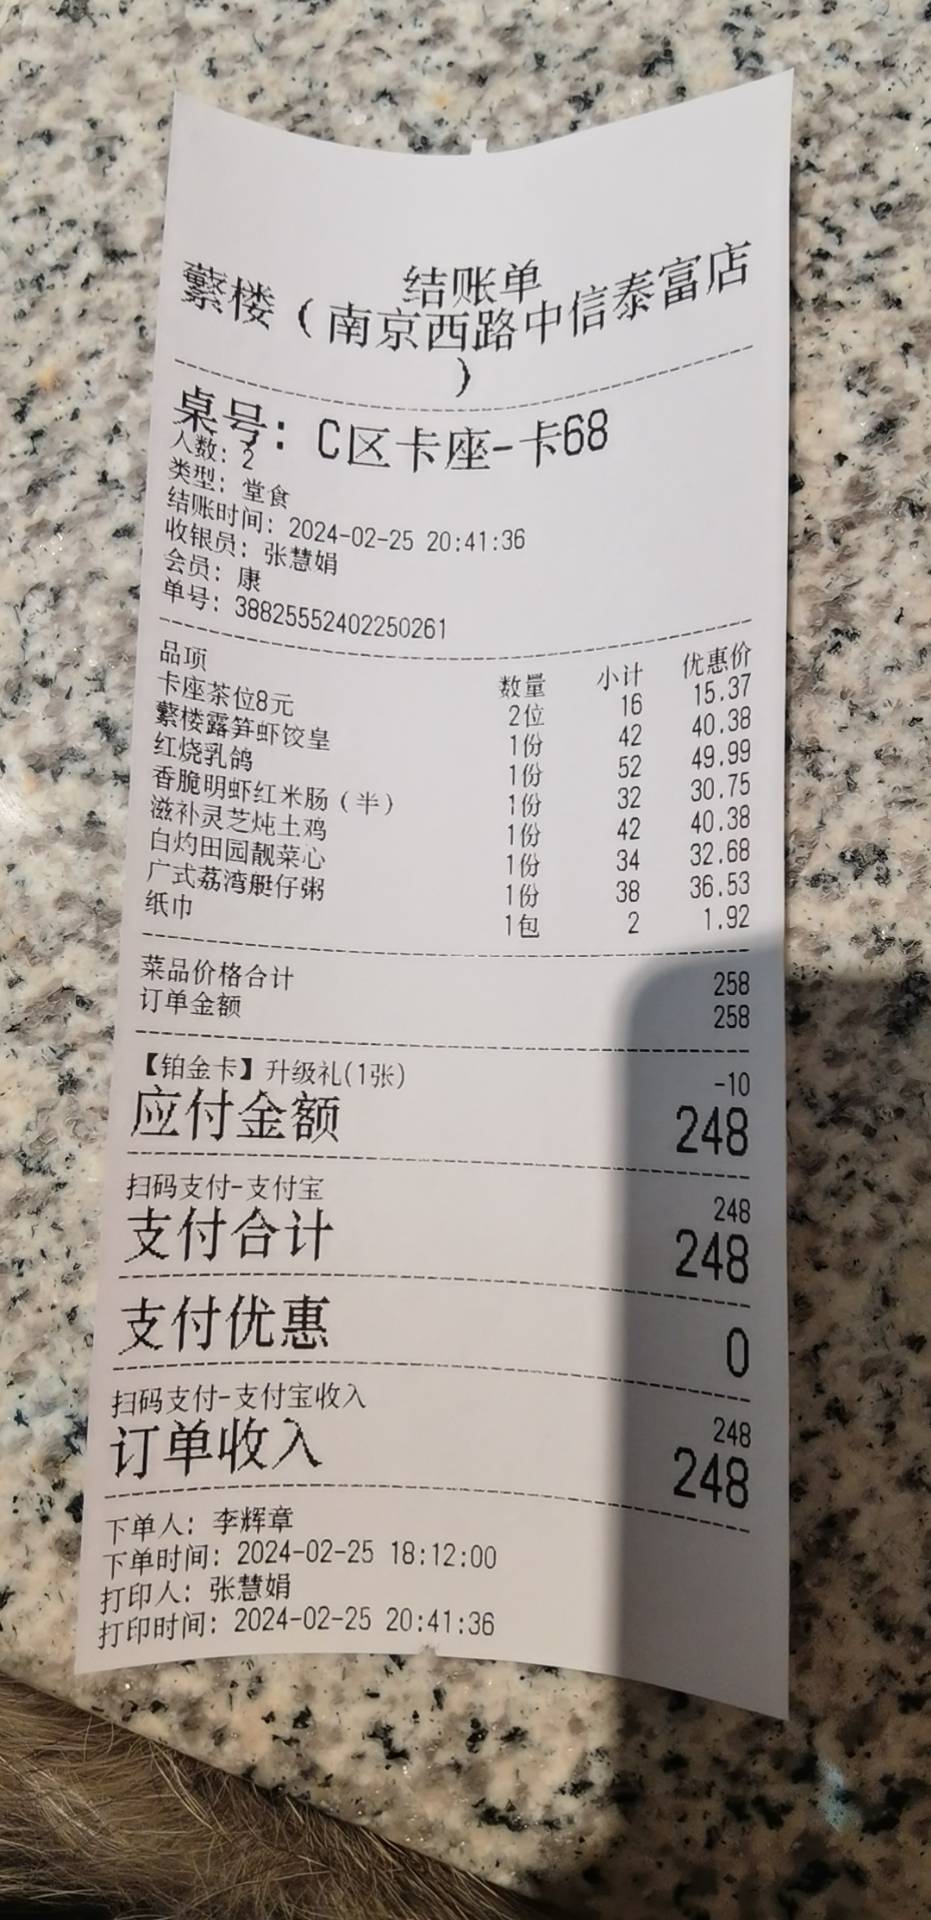 结账单
蘩楼（南京西路中信泰富店
）
桌号：C区卡座-卡68
人数：2
类型：堂食
结账时间：2024-02-25 20:41:36
收银员：张慧娟
会员：康
单号：38825552402250261
品项 数量 小计 优惠价
卡座茶位8元 2位 16 15.37
蘩楼露笋虾饺皇 1份 42 40.38
红烧乳鸽 1份 52 49.99
香脆明虾红米肠（半） 1份 32 30.75
滋补灵芝炖土鸡 1份 42 40.38
白灼田园靓菜心 1份 34 32.68
广式荔湾艇仔粥 1份 38 36.53
纸巾 1包 2 1.92
菜品价格合计 258
订单金额 258
【铂金卡】升级礼(1张) -10
应付金额 248
扫码支付-支付宝 248
支付合计 248
支付优惠 0
扫码支付-支付宝收入 248
订单收入 248
下单人：李辉章
下单时间：2024-02-25 18:12:00
打印人：张慧娟
打印时间：2024-02-25 20:41:36